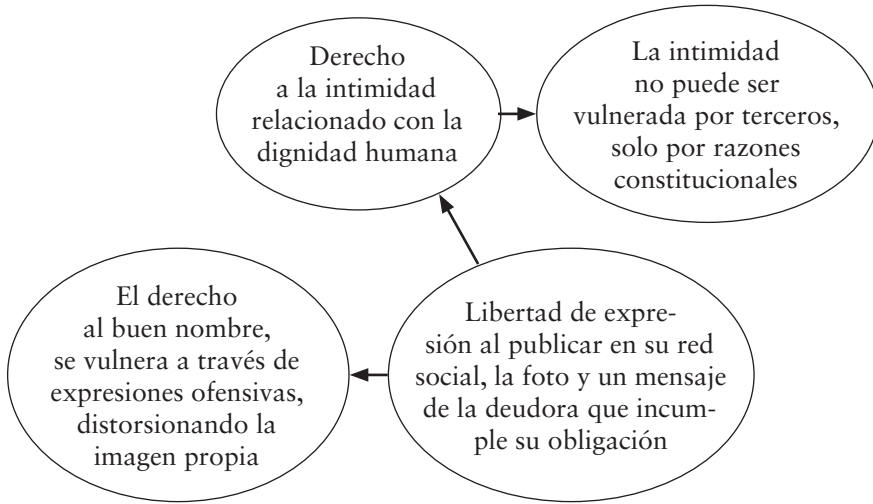 Derecho
a la intimidad
relacionado con la
dignidad humana
La intimidad
no puede ser
vulnerada por terceros,
solo por razones
constitucionales
El derecho
al buen nombre,
se vulnera a través de
expresiones ofensivas,
distorsionando la
imagen propia
Libertad de expre-
sión al publicar en su red
social, la foto y un mensaje
de la deudora que incum-
ple su obligación